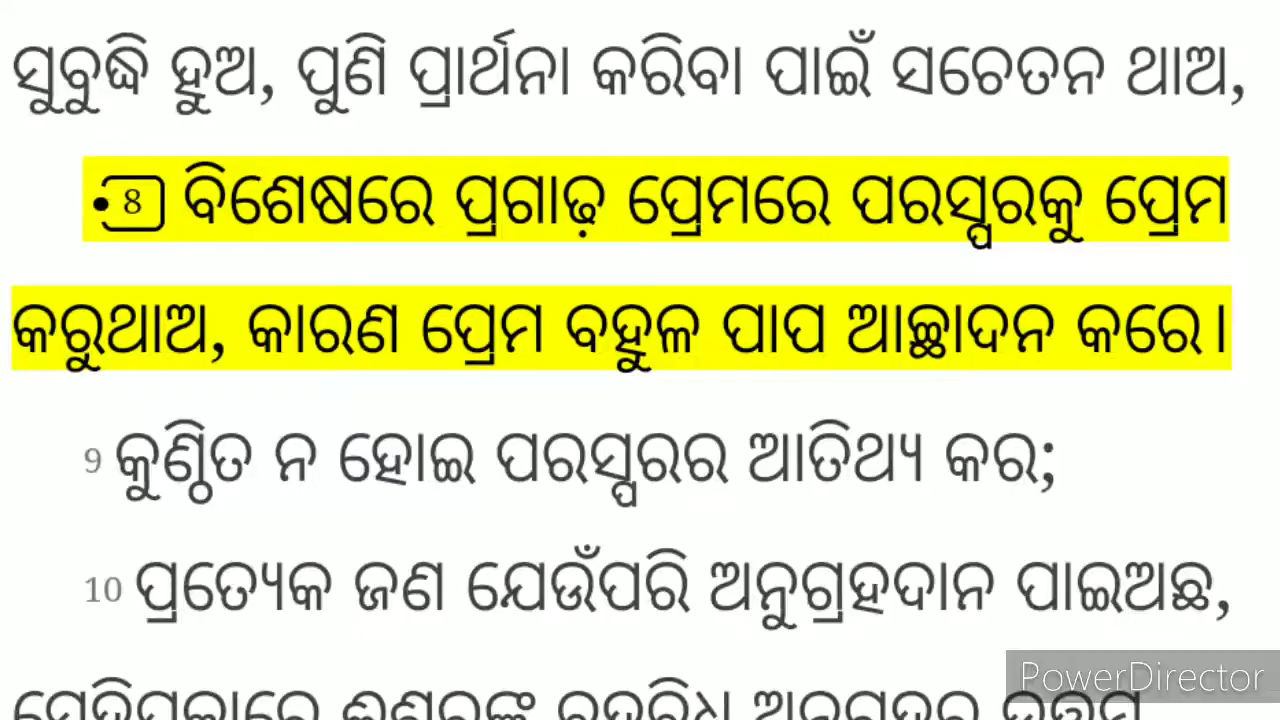 ସୁବୁଦ୍ଧି ହୁଅ, ପୁଣି ପ୍ରାର୍ଥନା କରିବା ପାଇଁ ସଚେତନ ଥାଅ,
8 ବିଶେଷରେ ପ୍ରଗାଢ଼ ପ୍ରେମରେ ପରସ୍ପରକୁ ପ୍ରେମ
କରୁଥାଅ, କାରଣ ପ୍ରେମ ବହୁଳ ପାପ ଆଚ୍ଛାଦନ କରେ।
9 କୁଣ୍ଠିତ ନ ହୋଇ ପରସ୍ପରର ଆତିଥ୍ୟ କର;
10 ପ୍ରତ୍ୟେକ ଜଣ ଯେଉଁପରି ଅନୁଗ୍ରହଦାନ ପାଇଅଛ,
PowerDirector